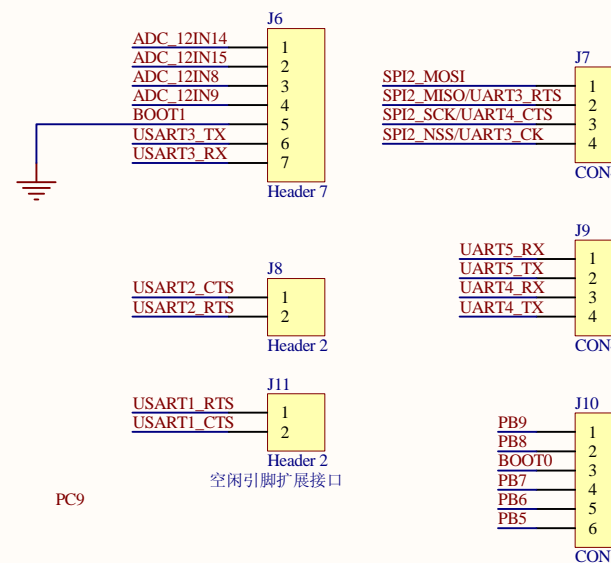 J6
ADC_12IN14
1
ADC_12IN15
2
ADC_12IN8
3
ADC_12IN9
4
BOOT1
5
USART3_TX
6
USART3_RX
7
Header 7
J7
SPI2_MOSI
1
SPI2_MISO/UART3_RTS
2
SPI2_SCK/UART4_CTS
3
SPI2_NSS/UART3_CK
4
CON
J8
USART2_CTS
1
USART2_RTS
2
Header 2
J9
UART5_RX
1
UART5_TX
2
UART4_RX
3
UART4_TX
4
CON
J11
USART1_RTS
1
USART1_CTS
2
Header 2
空闲引脚扩展接口
PC9
J10
PB9
1
PB8
2
BOOT0
3
PB7
4
PB6
5
PB5
6
CON